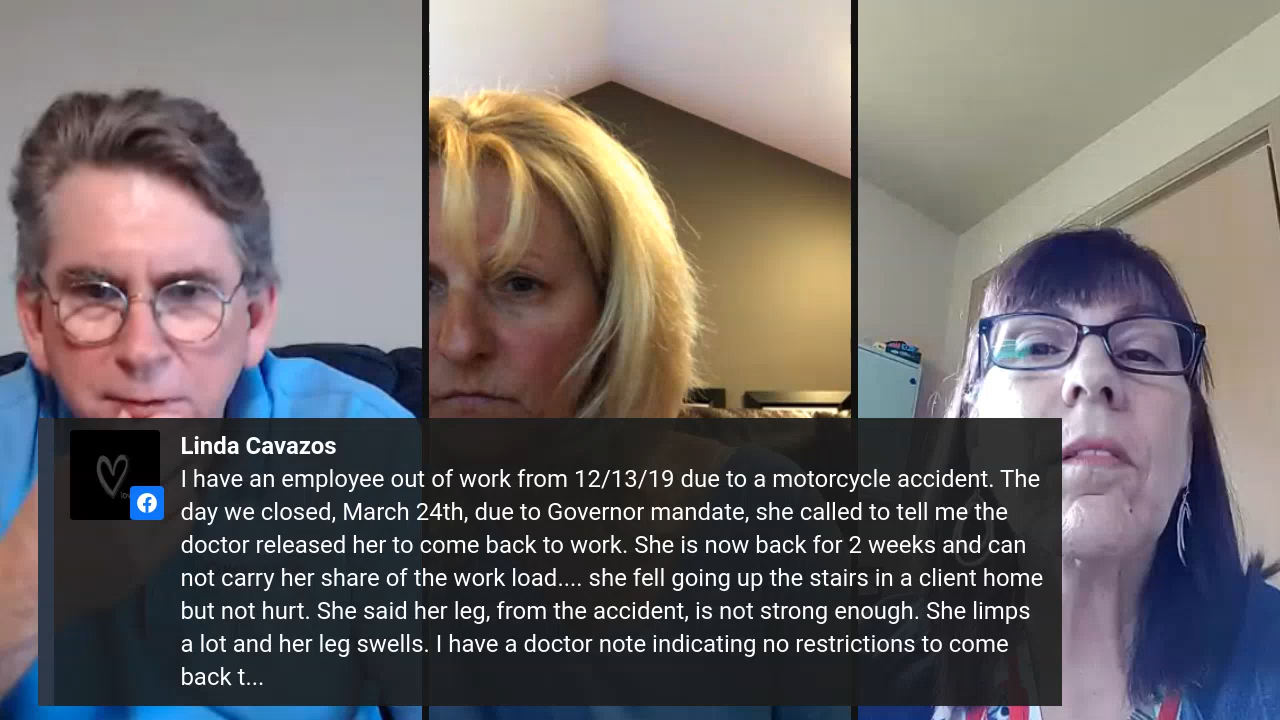 Linda Cavazos
I have an employee out of work from 12/13/19 due to a motorcycle accident. The
day we closed, March 24th, due to Governor mandate, she called to tell me the
doctor released her to come back to work. She is now back for 2 weeks and can
not carry her share of the work load.... she fell going up the stairs in a client home
but not hurt. She said her leg, from the accident, is not strong enough. She limps
a lot and her leg swells. I have a doctor note indicating no restrictions to come
back t...